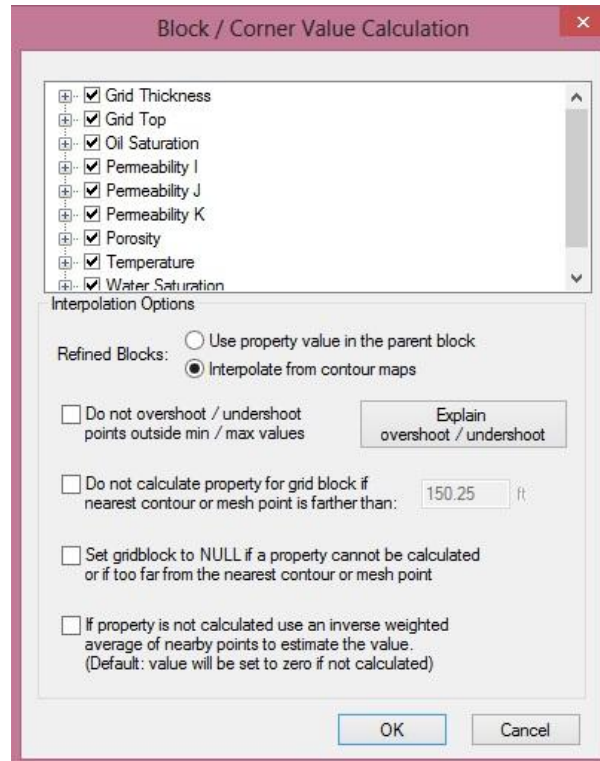 Block / Corner Value Calculation
Grid Thickness
Grid Top
Oil Saturation
Permeability I
Permeability J
Permeability K
Porosity
Temperature
Water Saturation
Interpolation Options
Refined Blocks:
Use property value in the parent block
Interpolate from contour maps
Do not overshoot / undershoot
points outside min / max values
Explain
overshoot / undershoot
Do not calculate property for grid block if
nearest contour or mesh point is farther than:
150.25 ft
Set gridblock to NULL if a property cannot be calculated
or if too far from the nearest contour or mesh point
If property is not calculated use an inverse weighted
average of nearby points to estimate the value.
(Default: value will be set to zero if not calculated)
OK Cancel